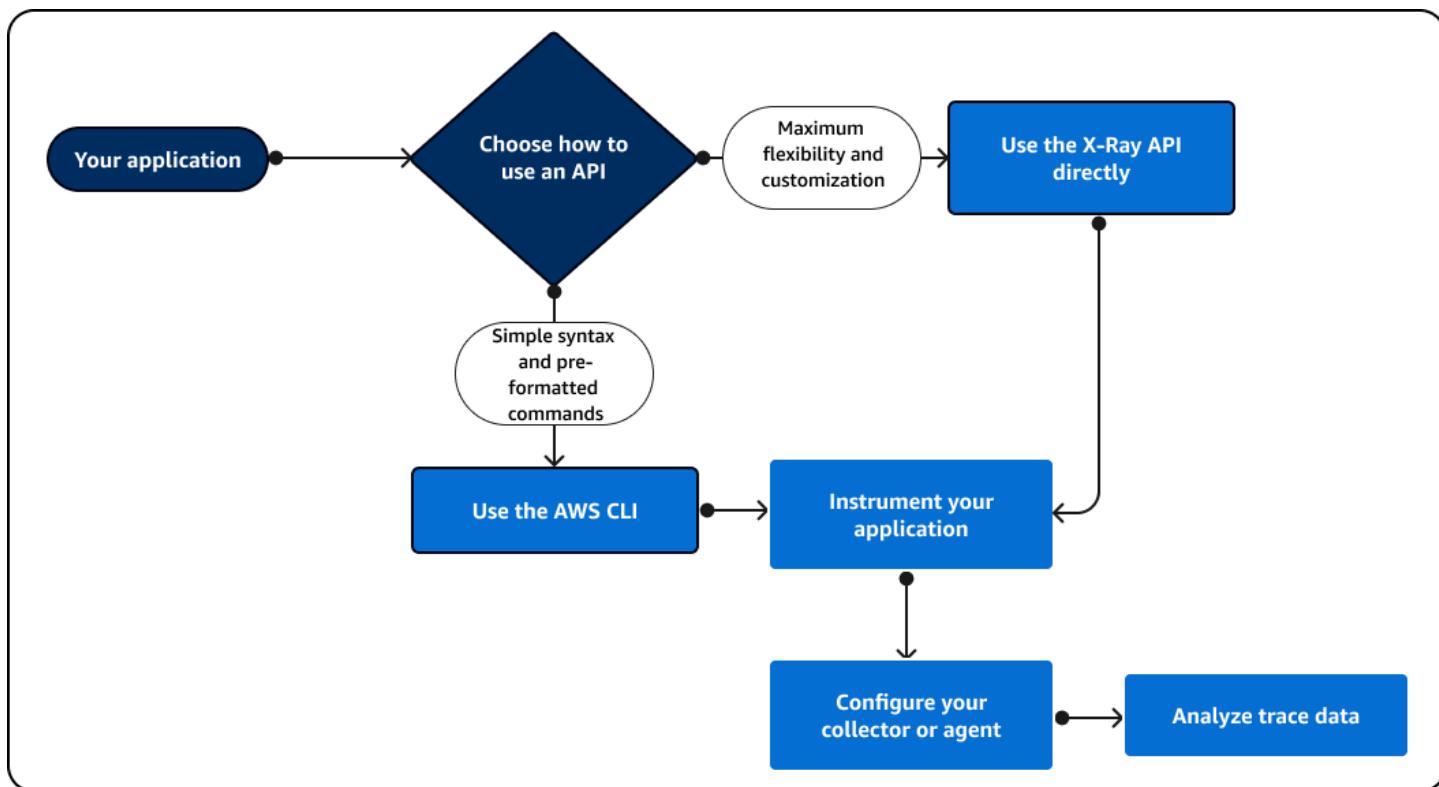 Your application
Choose how to
use an API
Maximum
flexibility and
customization
Use the X-Ray API
directly
Simple syntax
and pre-
formatted
commands
Use the AWS CLI
Instrument your
application
Configure your
collector or agent
Analyze trace data